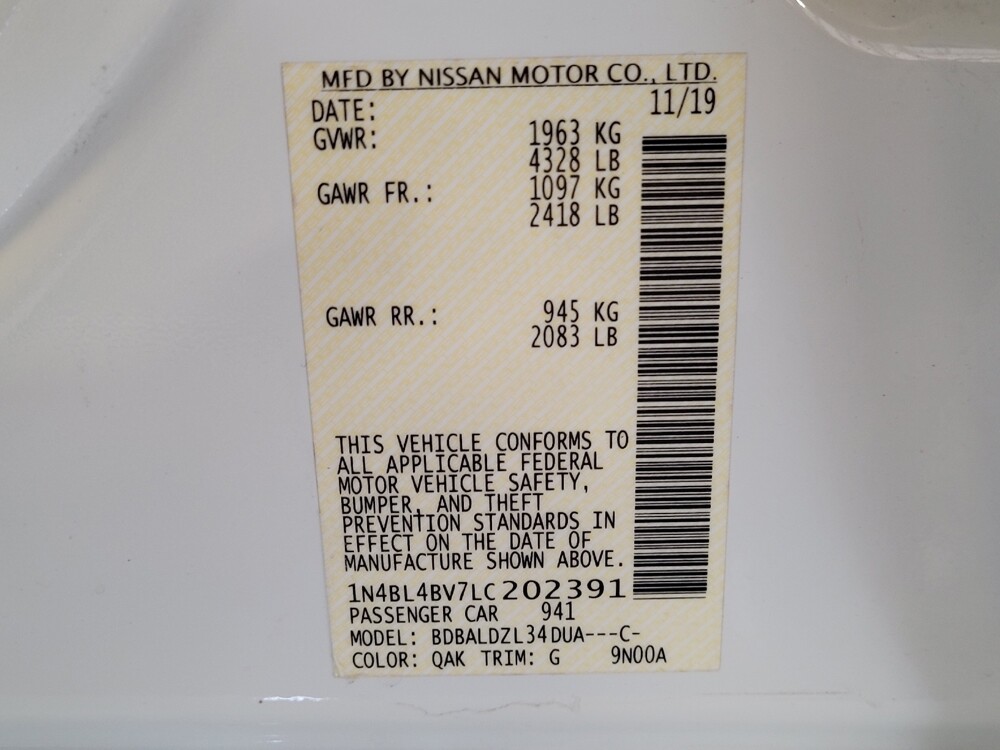 MFD BY NISSAN MOTOR CO., LTD.
DATE: 11/19
GVWR: 1963 KG
4328 LB
GAWR FR.: 1097 KG
2418 LB
GAWR RR.: 945 KG
2083 LB
THIS VEHICLE CONFORMS TO
ALL APPLICABLE FEDERAL
MOTOR VEHICLE SAFETY,
BUMPER, AND THEFT
PREVENTION STANDARDS IN
EFFECT ON THE DATE OF
MANUFACTURE SHOWN ABOVE.
1N4BL4BV7LC202391
PASSENGER CAR 941
MODEL: BDBALDZL34DUA---C-
COLOR: QAK TRIM: G 9N00A